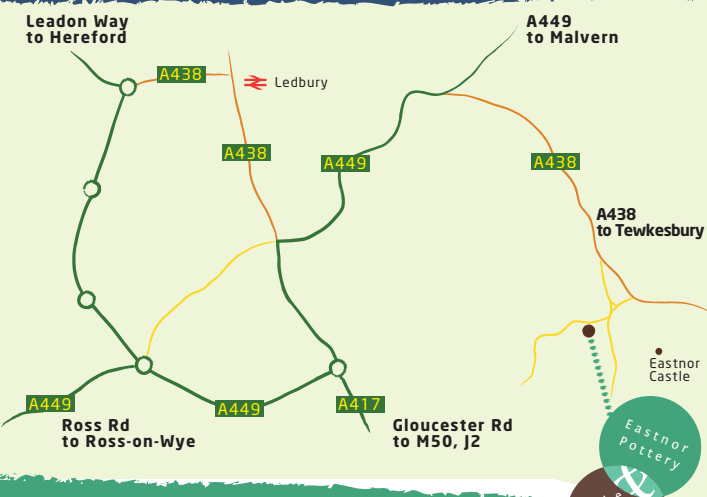 Leadon Way
to Hereford
A449
to Malvern
A438
Ledbury
A438
A449
A438
A438
to Tewkesbury
Eastnor
Castle
A449
A449
A417
Ross Rd
to Ross-on-Wye
Gloucester Rd
to M50, J2
Eastnor
Pottery